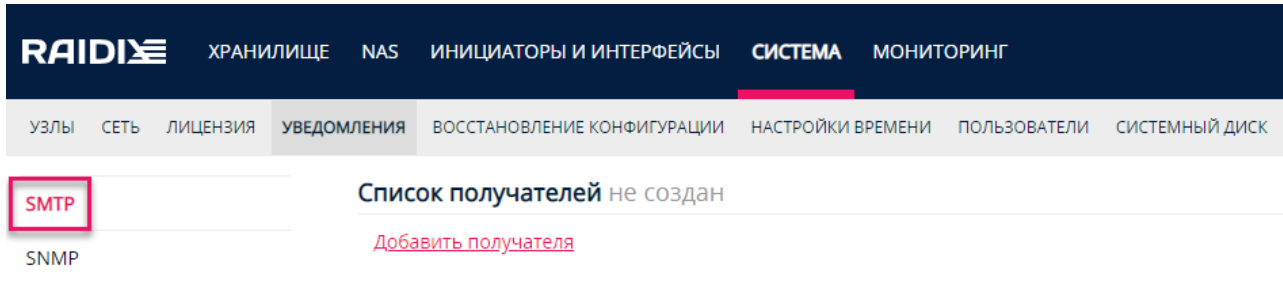 RAIDIX ХРАНИЛИЩЕ NAS ИНИЦИАТОРЫ И ИНТЕРФЕЙСЫ СИСТЕМА МОНИТОРИНГ
УЗЛЫ СЕТЬ ЛИЦЕНЗИЯ УВЕДОМЛЕНИЯ ВОССТАНОВЛЕНИЕ КОНФИГУРАЦИИ НАСТРОЙКИ ВРЕМЕНИ ПОЛЬЗОВАТЕЛИ СИСТЕМНЫЙ ДИСК
SMTP
SNMP
Список получателей не создан
Добавить получателя